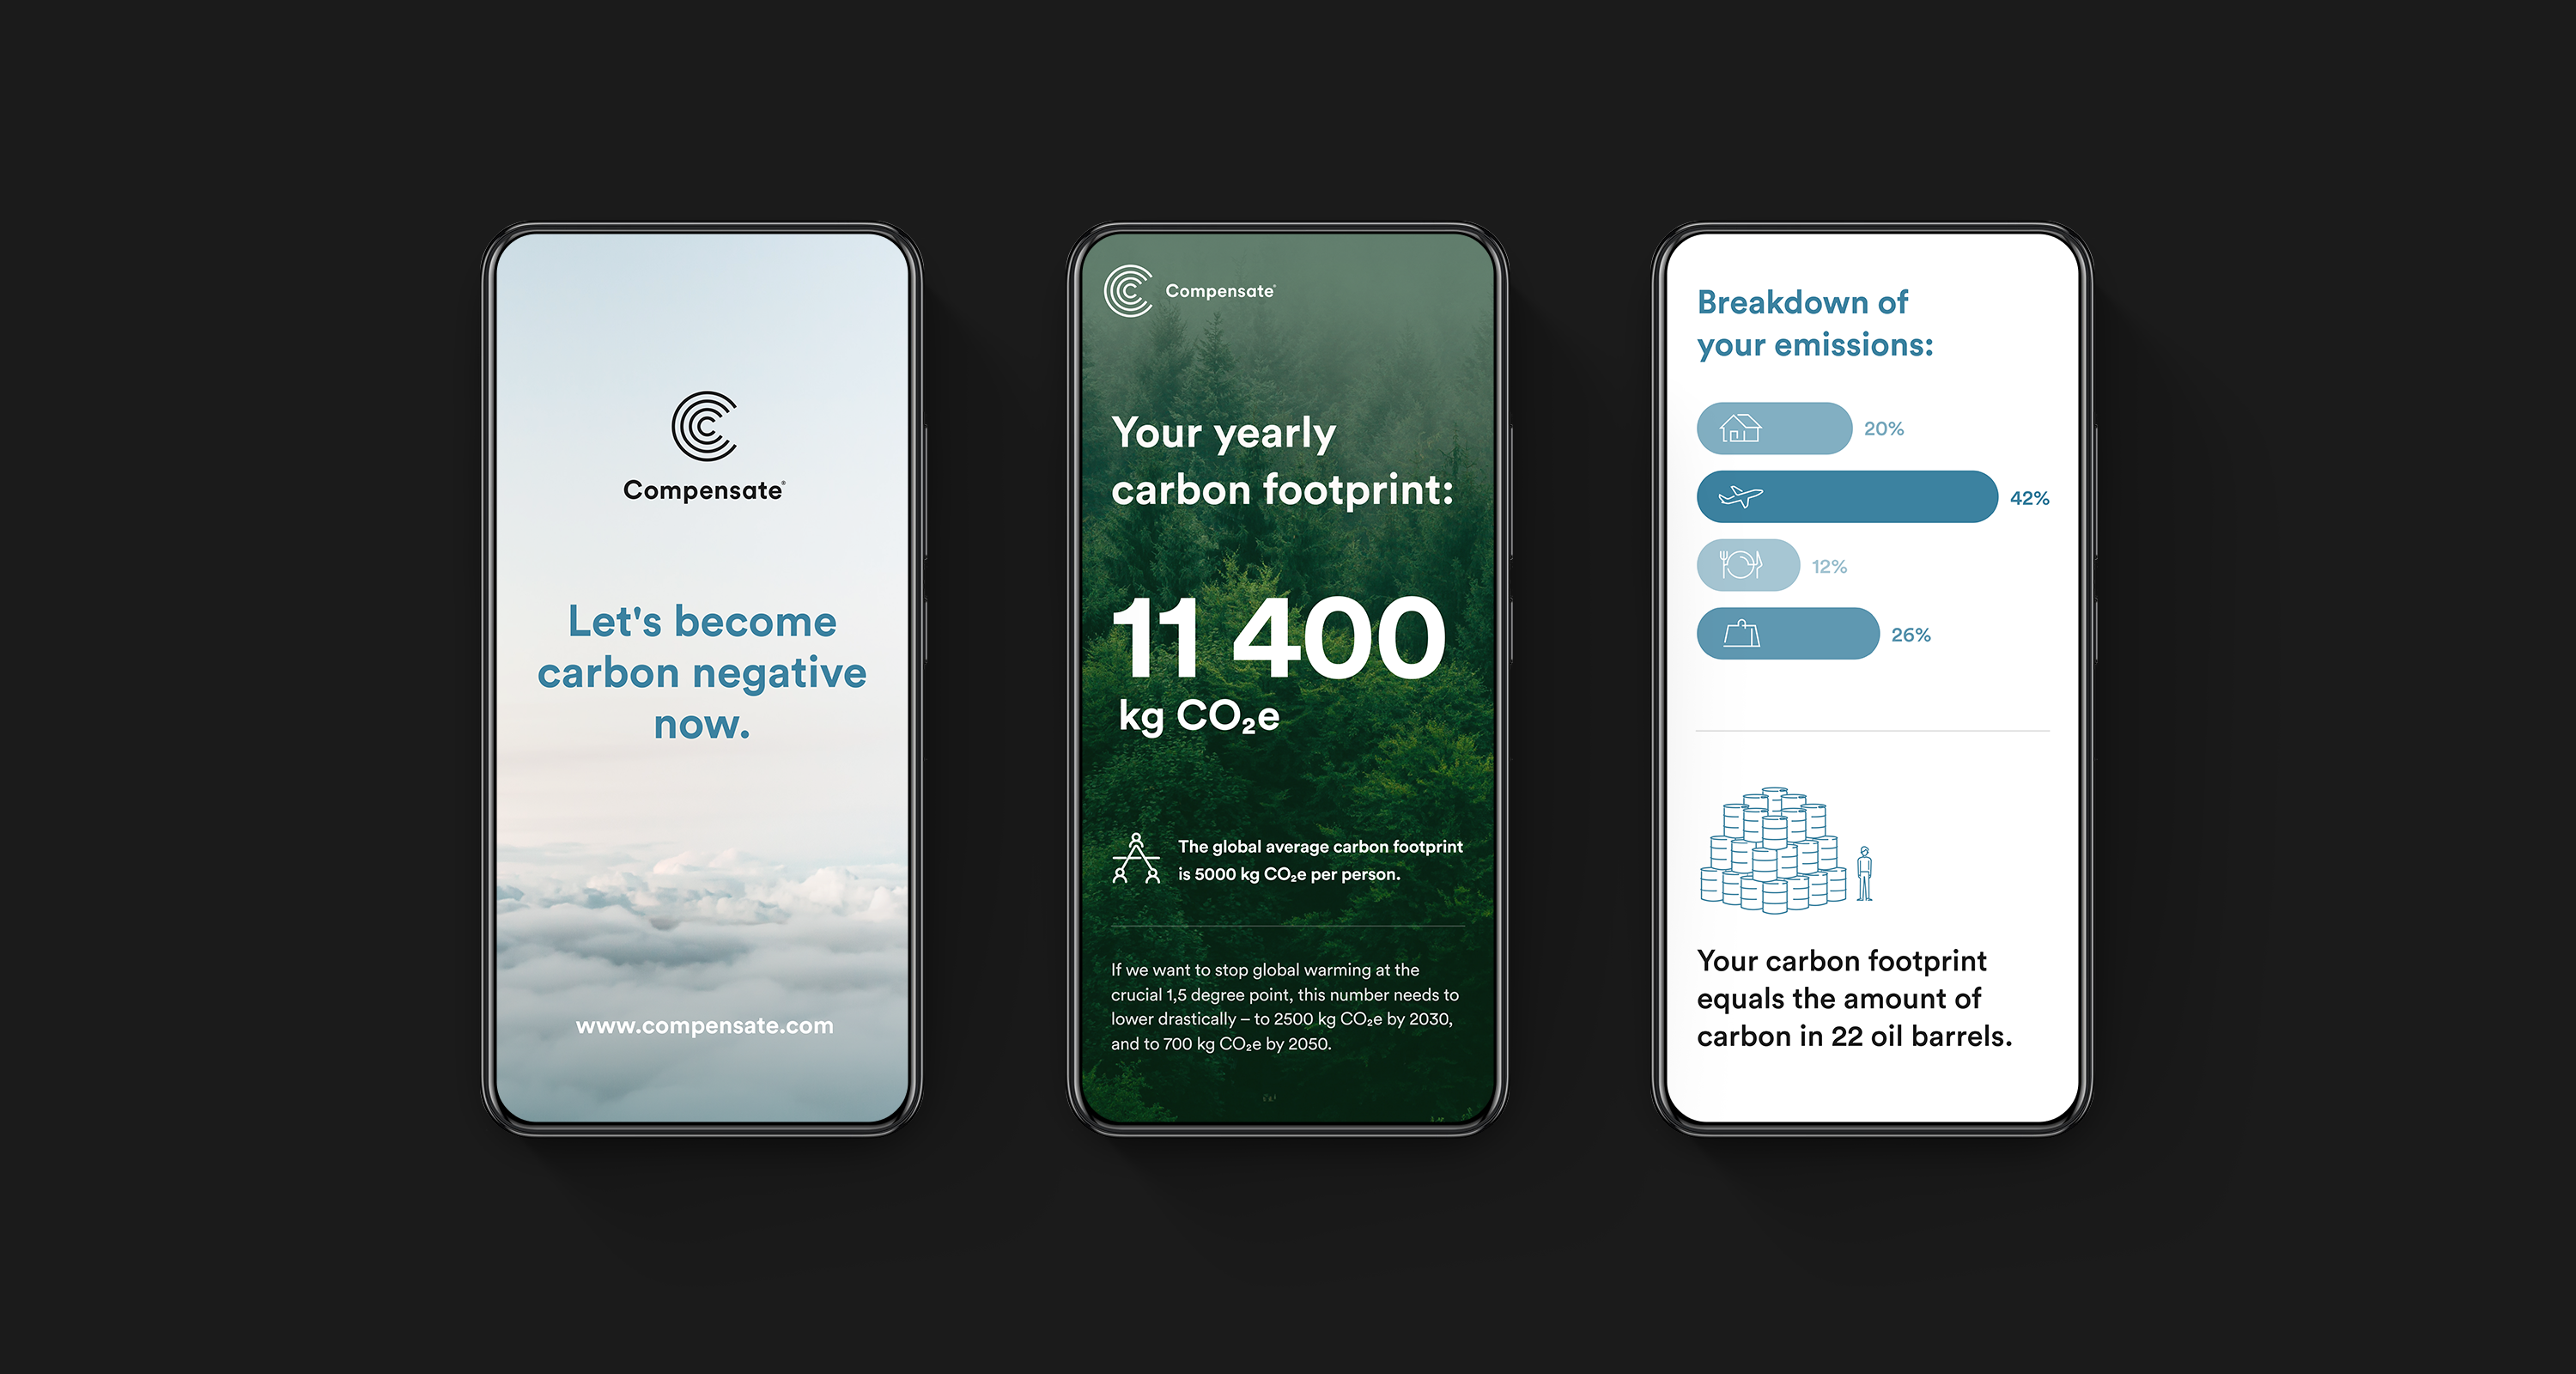 Compensate®
Let's become
carbon negative
now.
www.compensate.com
Compensate®
Your yearly
carbon footprint:
11 400
kg CO₂e
The global average carbon footprint
is 5000 kg CO₂e per person.
If we want to stop global warming at the
crucial 1,5 degree point, this number needs to
lower drastically – to 2500 kg CO₂e by 2030,
and to 700 kg CO₂e by 2050.
Breakdown of
your emissions:
20%
42%
12%
26%
Your carbon footprint
equals the amount of
carbon in 22 oil barrels.